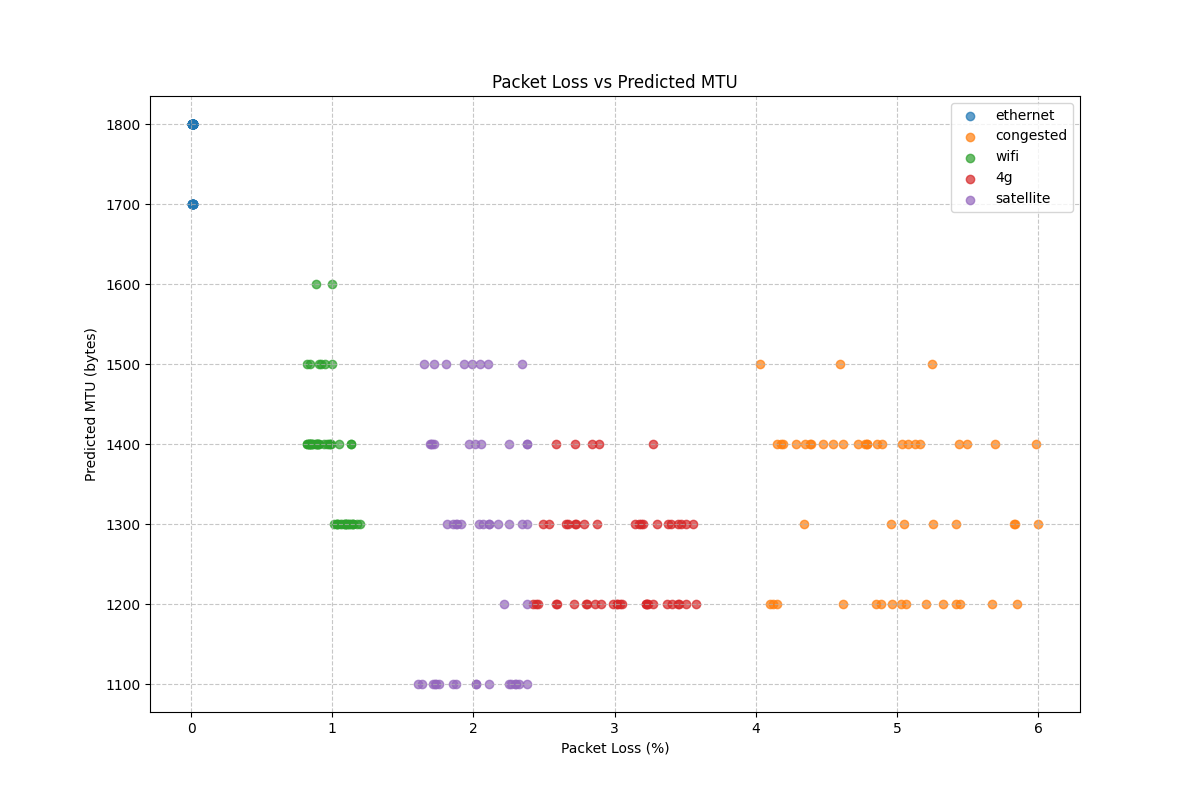 Packet Loss vs Predicted MTU
ethernet
congested
wifi
4g
satellite
1800
1700
1600
1500
1400
1300
1200
1100
Predicted MTU (bytes)
0 1 2 3 4 5 6
Packet Loss (%)